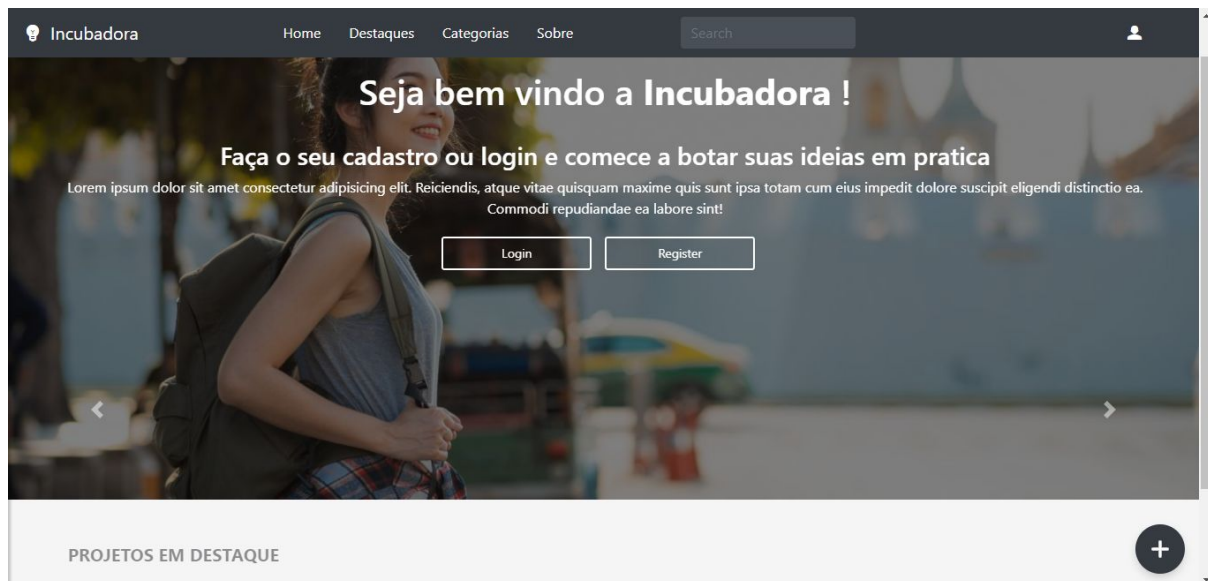 Incubadora
Home Destaques Categorias Sobre Search
Seja bem vindo a Incubadora !
Faça o seu cadastro ou login e comece a botar suas ideias em pratica
Lorem ipsum dolor sit amet consectetur adipisicing elit. Reiciendis, atque vitae quisquam maxime quis sunt ipsa totam cum eius impedit dolore suscipit eligendi distinctio ea.
Commodi repudiandae ea labore sint!
Login Register
PROJETOS EM DESTAQUE